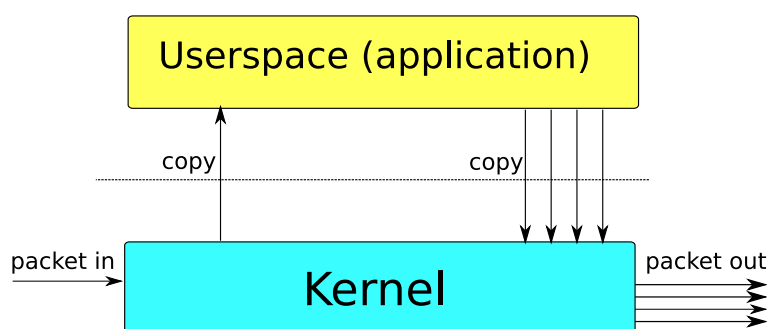 Userspace (application)
copy
copy
packet in
packet out
Kernel